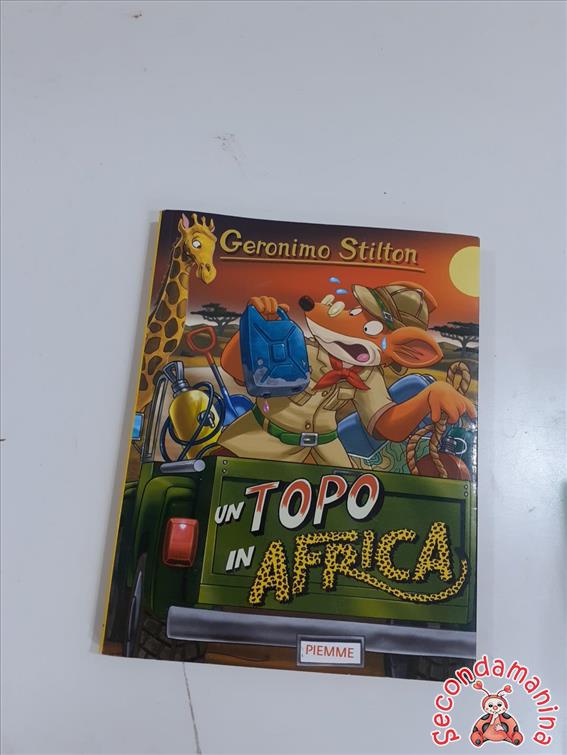 Geronimo Stilton
UN TOPO
IN AFRICA
PIEMME
Secondamanina